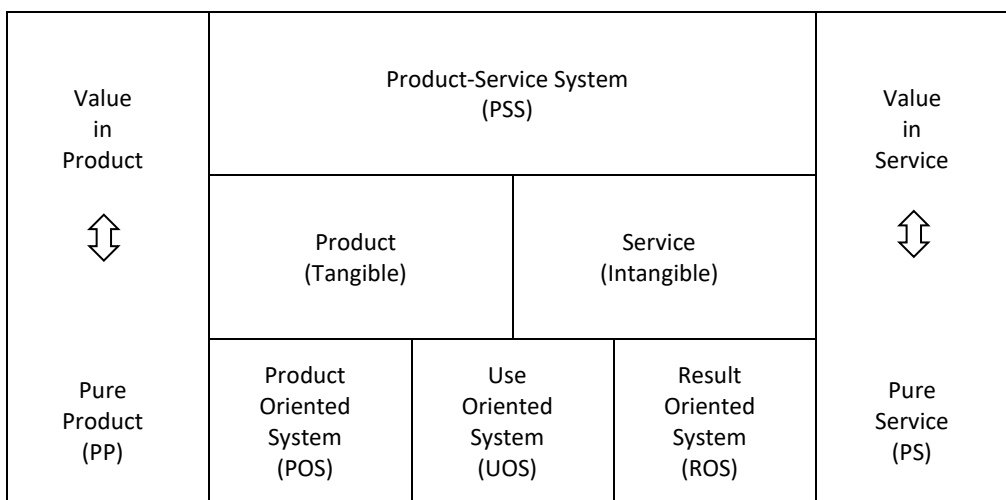 Value
in
Product
Pure
Product
(PP)
Product-Service System
(PSS)
Product
(Tangible)
Service
(Intangible)
Product
Oriented
System
(POS)
Use
Oriented
System
(UOS)
Result
Oriented
System
(ROS)
Value
in
Service
Pure
Service
(PS)